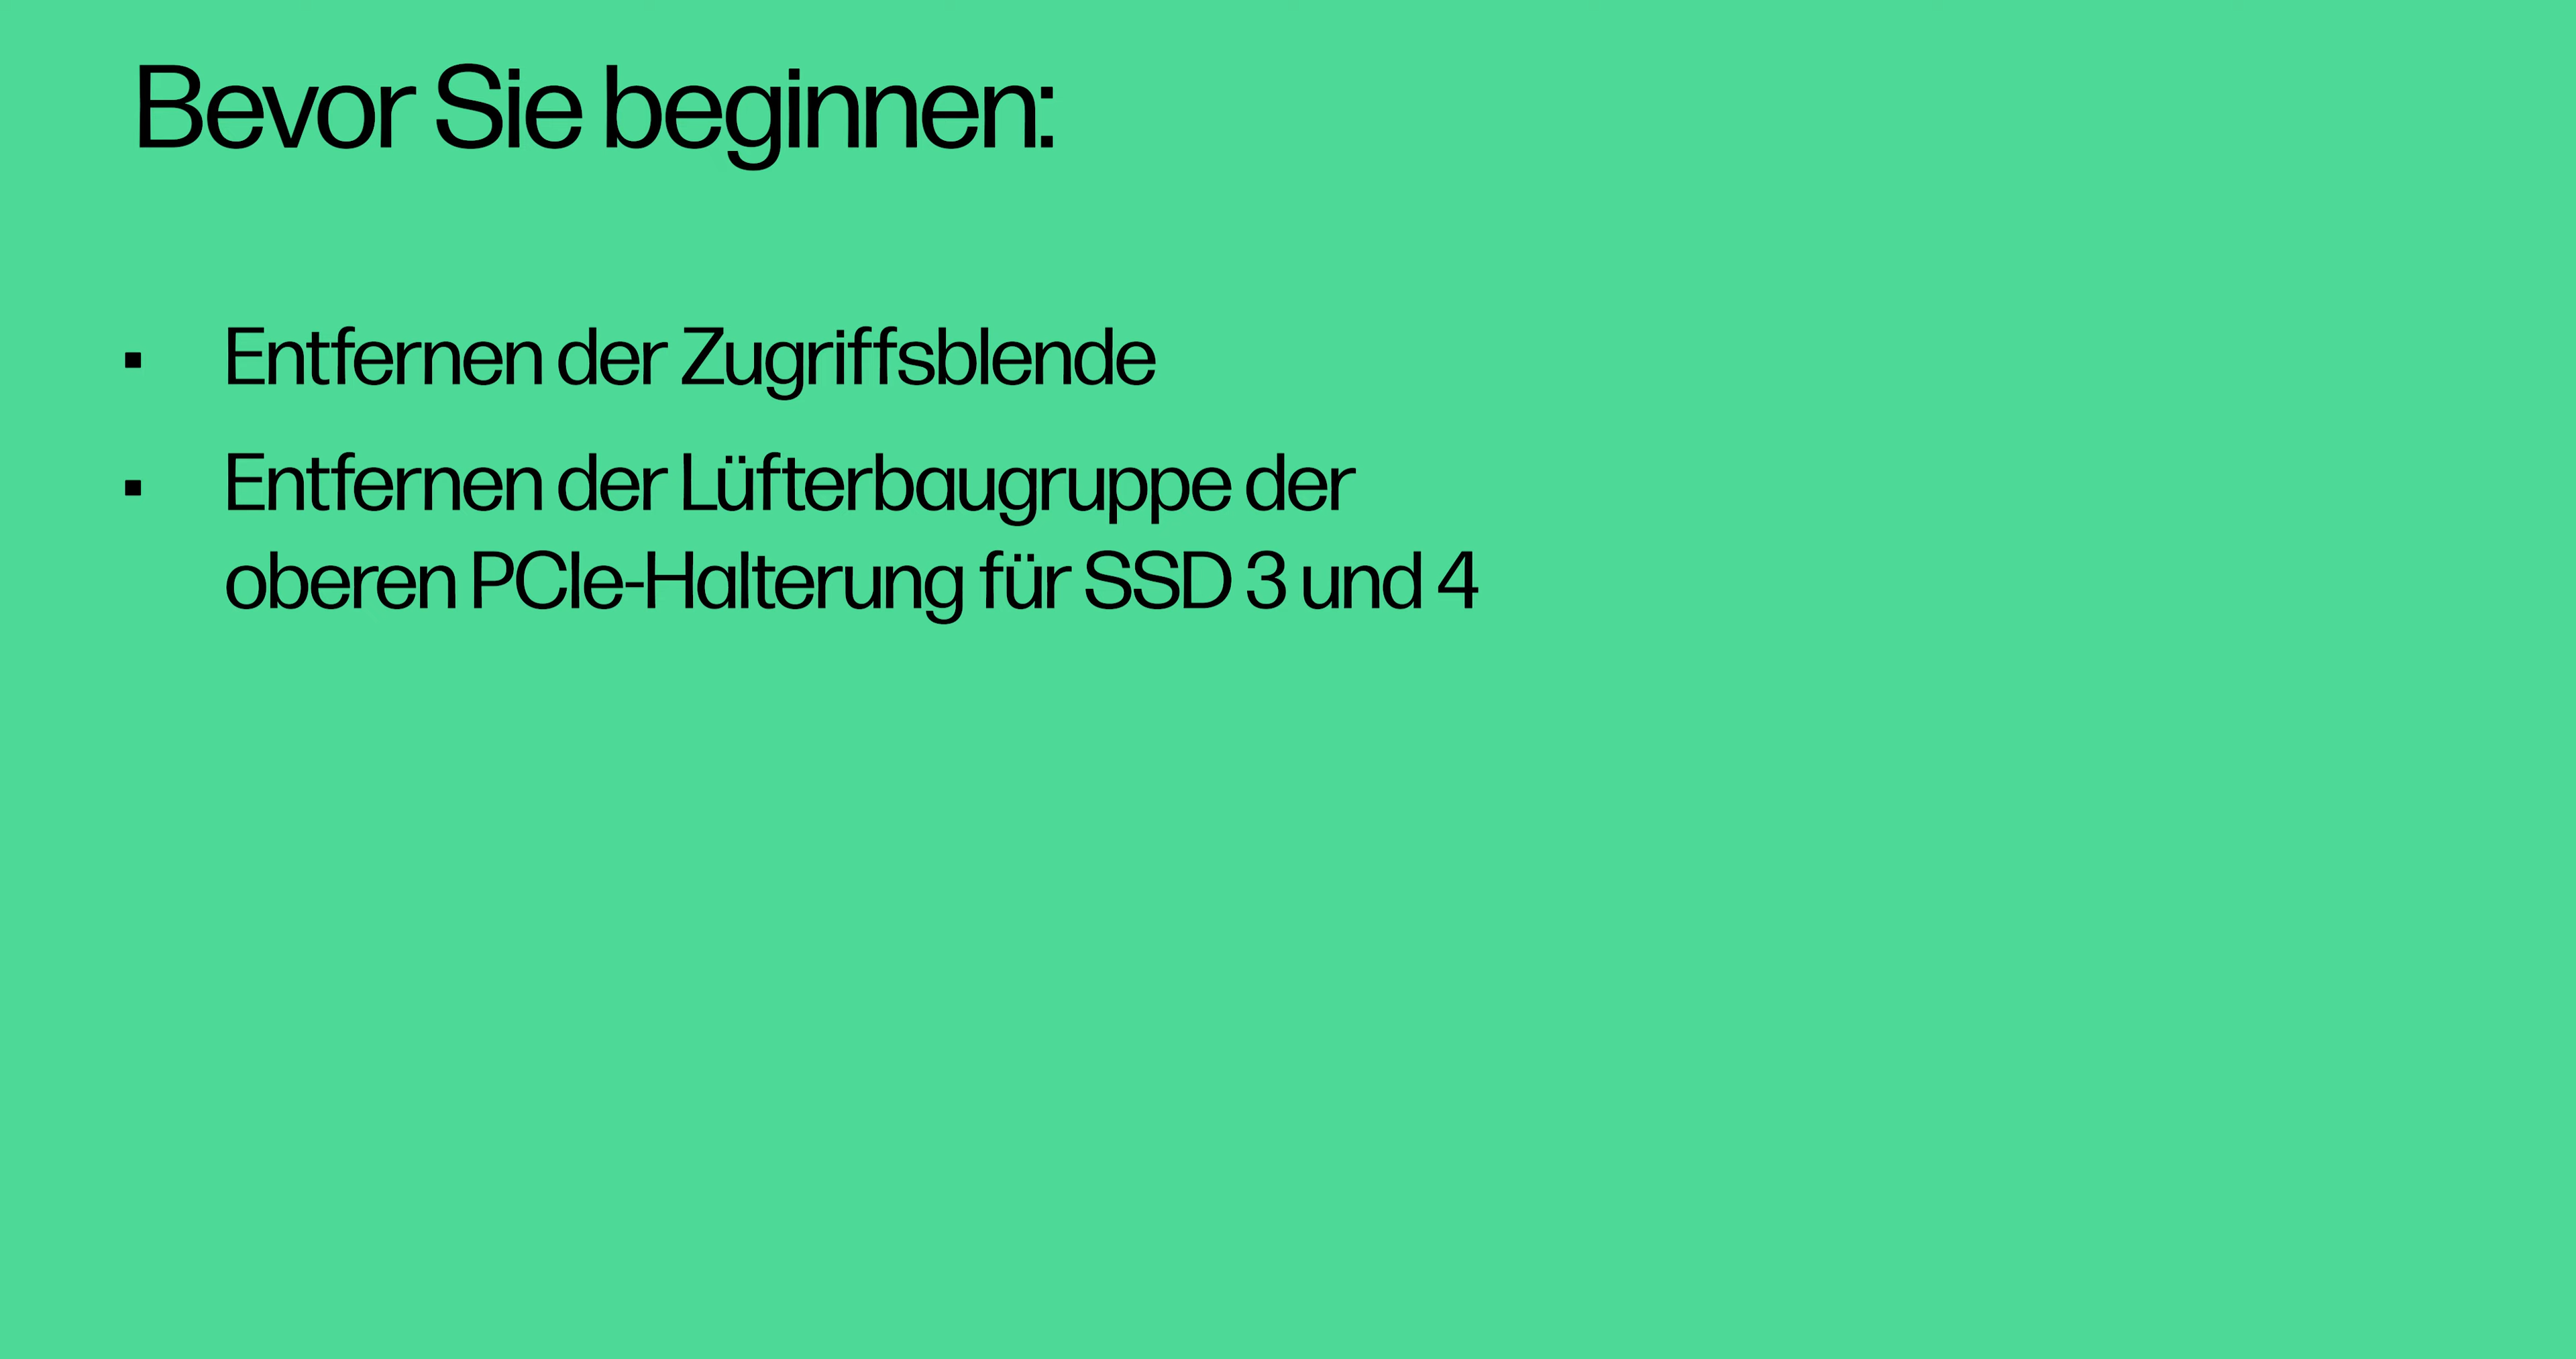 Bevor Sie beginnen:
▪ Entfernen der Zugriffsblende
▪ Entfernen der Lüfterbaugruppe der
oberen PCIe-Halterung für SSD 3 und 4